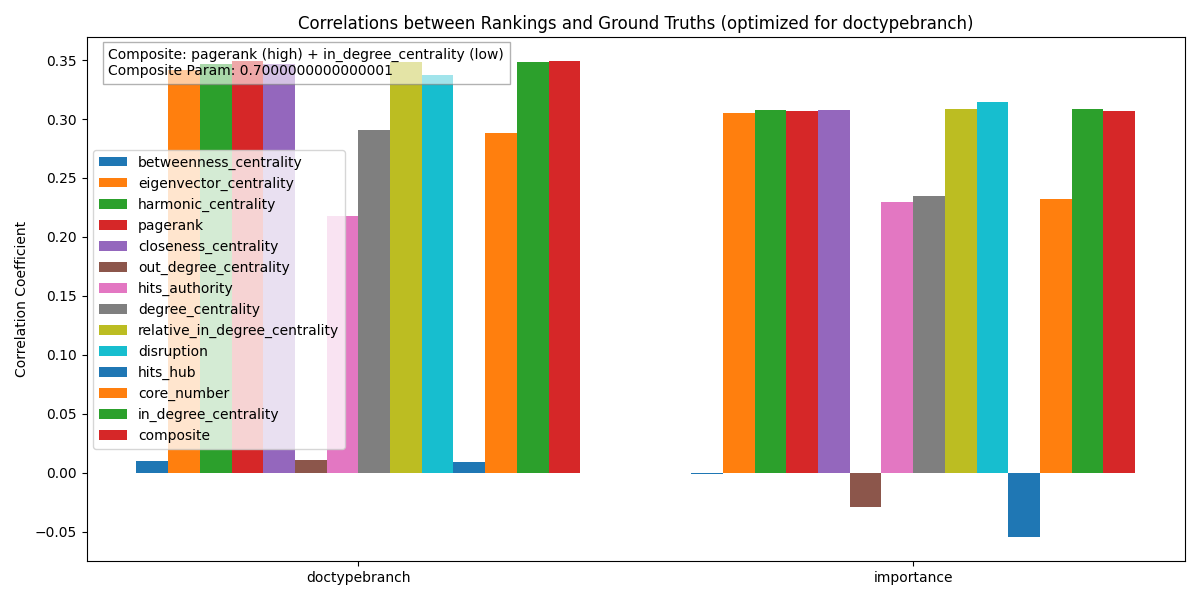 Correlations between Rankings and Ground Truths (optimized for doctypebranch)
Composite: pagerank (high) + in_degree_centrality (low)
Composite Param: 0.7000000000000001
Correlation Coefficient
0.35
0.30
0.25
0.20
0.15
0.10
0.05
0.00
−0.05
betweenness_centrality
eigenvector_centrality
harmonic_centrality
pagerank
closeness_centrality
out_degree_centrality
hits_authority
degree_centrality
relative_in_degree_centrality
disruption
hits_hub
core_number
in_degree_centrality
composite
doctypebranch
importance